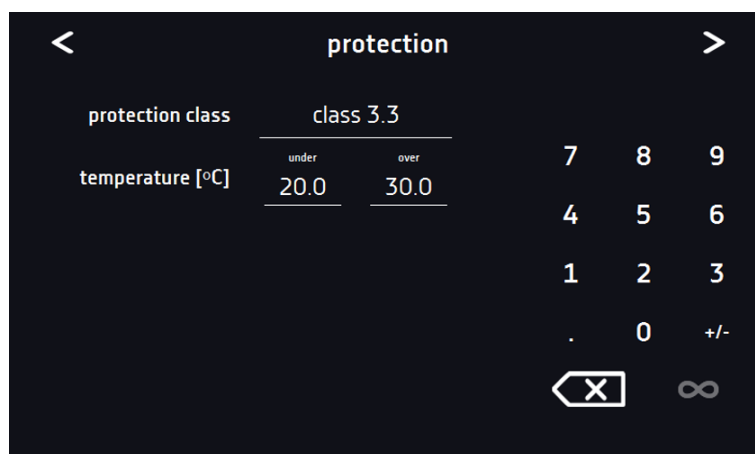 < protection >
protection class class 3.3
under over
temperature [°C] 20.0 30.0
7 8 9
4 5 6
1 2 3
. 0 +/-
X ∞